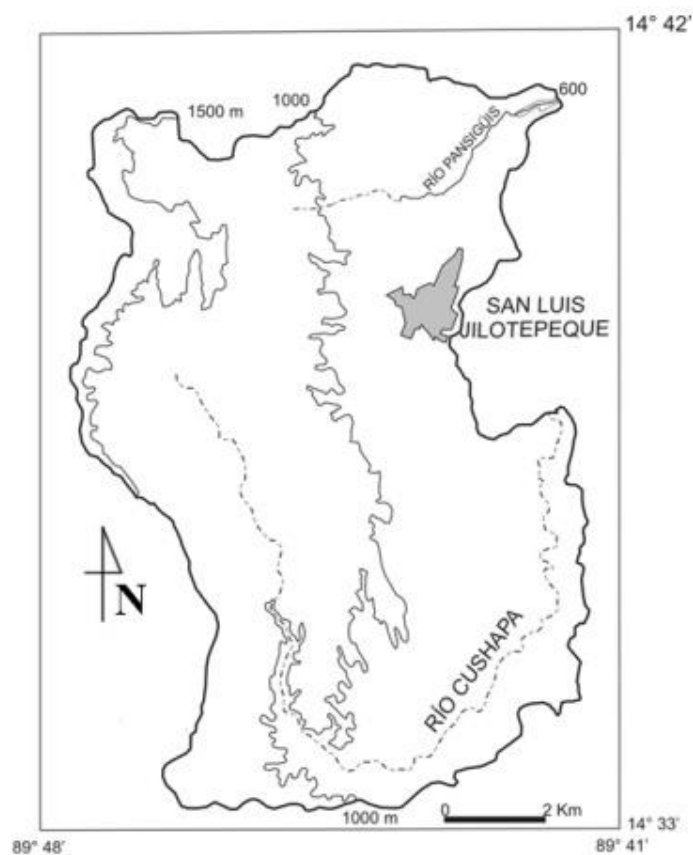 14° 42'
600
1000
1500 m
RÍO PANSIGÜIS
SAN LUIS
JILOTEPEQUE
N
RÍO CUSHAPA
0 2 Km
1000 m
14° 33'
89° 48'
89° 41'